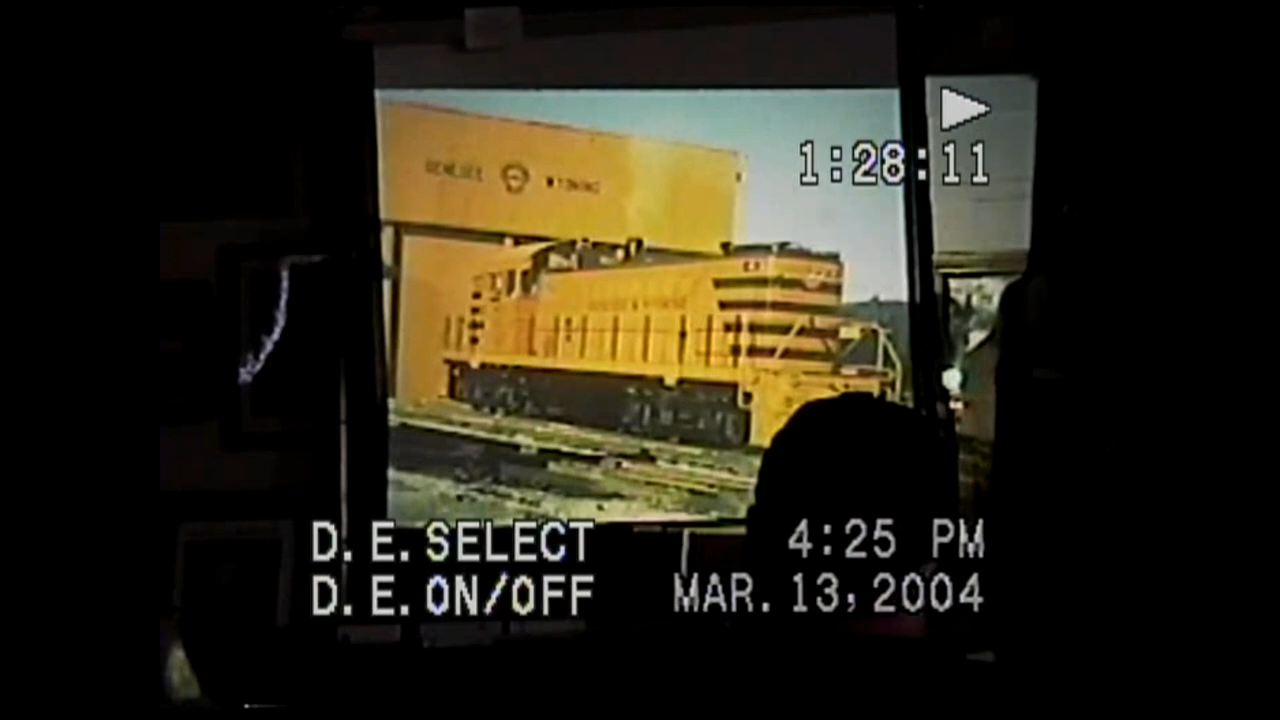 1:28:11
GENESEE WYOMING
D.E.SELECT
4:25 PM
D.E.ON/OFF
MAR.13,2004